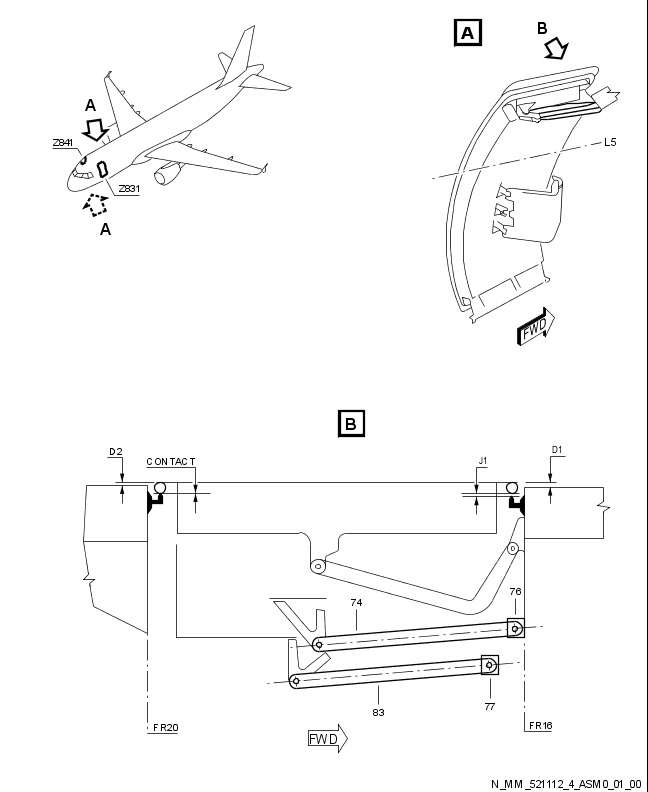 A
B
A
Z841
L5
Z831
A
FWD
B
D2
CONTACT
J1
D1
74
76
83
77
FR20
FR16
FWD
N_MM_521112_4_ASM0_01_00